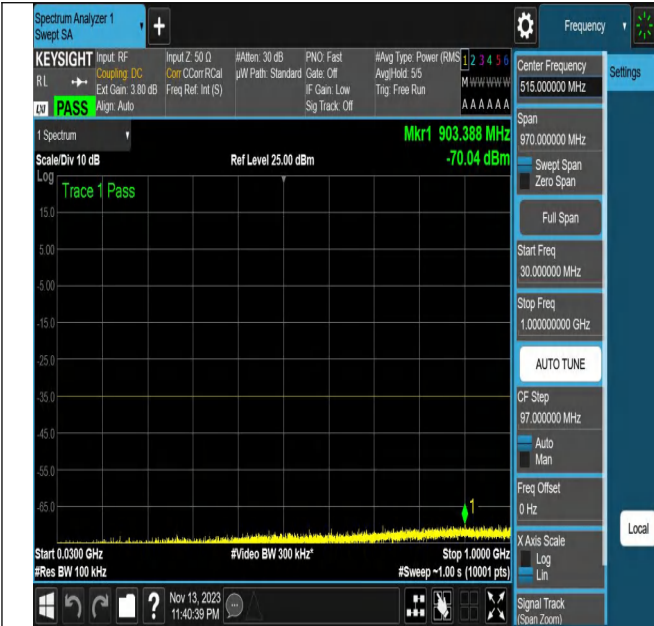 Spectrum Analyzer 1
Swept SA
+
Frequency
KEYSIGHT
RL
LXI
PASS
Input: RF
Coupling: DC
Ext Gain: 3.80 dB
Align: Auto
Input Z: 50 Ω
Corr CCorr RCal
Freq Ref: Int (S)
#Atten: 30 dB
µW Path: Standard
PNO: Fast
Gate: Off
IF Gain: Low
Sig Track: Off
#Avg Type: Power (RMS
Avg|Hold: 5/5
Trig: Free Run
1 2 3 4 5 6
M W W W W W
A A A A A A
1 Spectrum
Scale/Div 10 dB
Log
Ref Level 25.00 dBm
Mkr1 903.388 MHz
-70.04 dBm
Trace 1 Pass
15.0
5.00
-5.00
-15.0
-25.0
-35.0
-45.0
-55.0
-65.0
1
Start 0.0300 GHz
#Res BW 100 kHz
#Video BW 300 kHz*
Stop 1.0000 GHz
#Sweep ~1.00 s (10001 pts)
Nov 13, 2023
11:40:39 PM
?
Center Frequency
515.000000 MHz
Span
970.000000 MHz
Swept Span
Zero Span
Full Span
Start Freq
30.000000 MHz
Stop Freq
1.000000000 GHz
AUTO TUNE
CF Step
97.000000 MHz
Auto
Man
Freq Offset
0 Hz
X Axis Scale
Log
Lin
Signal Track
(Span Zoom)
Settings
Local